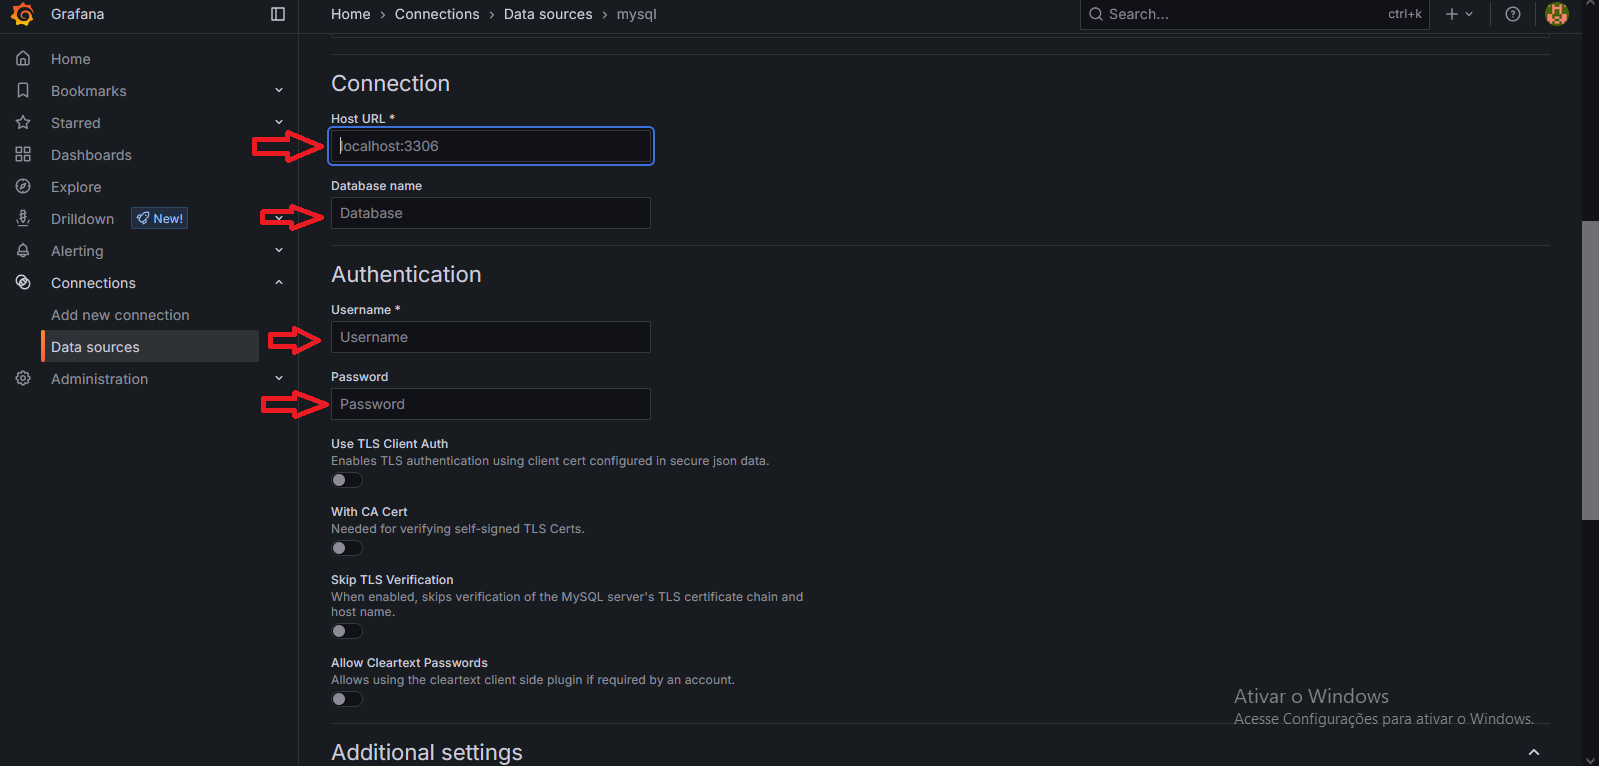 Grafana
Home › Connections › Data sources › mysql
Search...
ctrl+k
Home
Bookmarks
Starred
Dashboards
Explore
Drilldown
New!
Alerting
Connections
Add new connection
Data sources
Administration
Connection
Host URL *
localhost:3306
Database name
Database
Authentication
Username *
Username
Password
Password
Use TLS Client Auth
Enables TLS authentication using client cert configured in secure json data.
With CA Cert
Needed for verifying self-signed TLS Certs.
Skip TLS Verification
When enabled, skips verification of the MySQL server's TLS certificate chain and
host name.
Allow Cleartext Passwords
Allows using the cleartext client side plugin if required by an account.
Additional settings
Ativar o Windows
Acesse Configurações para ativar o Windows.